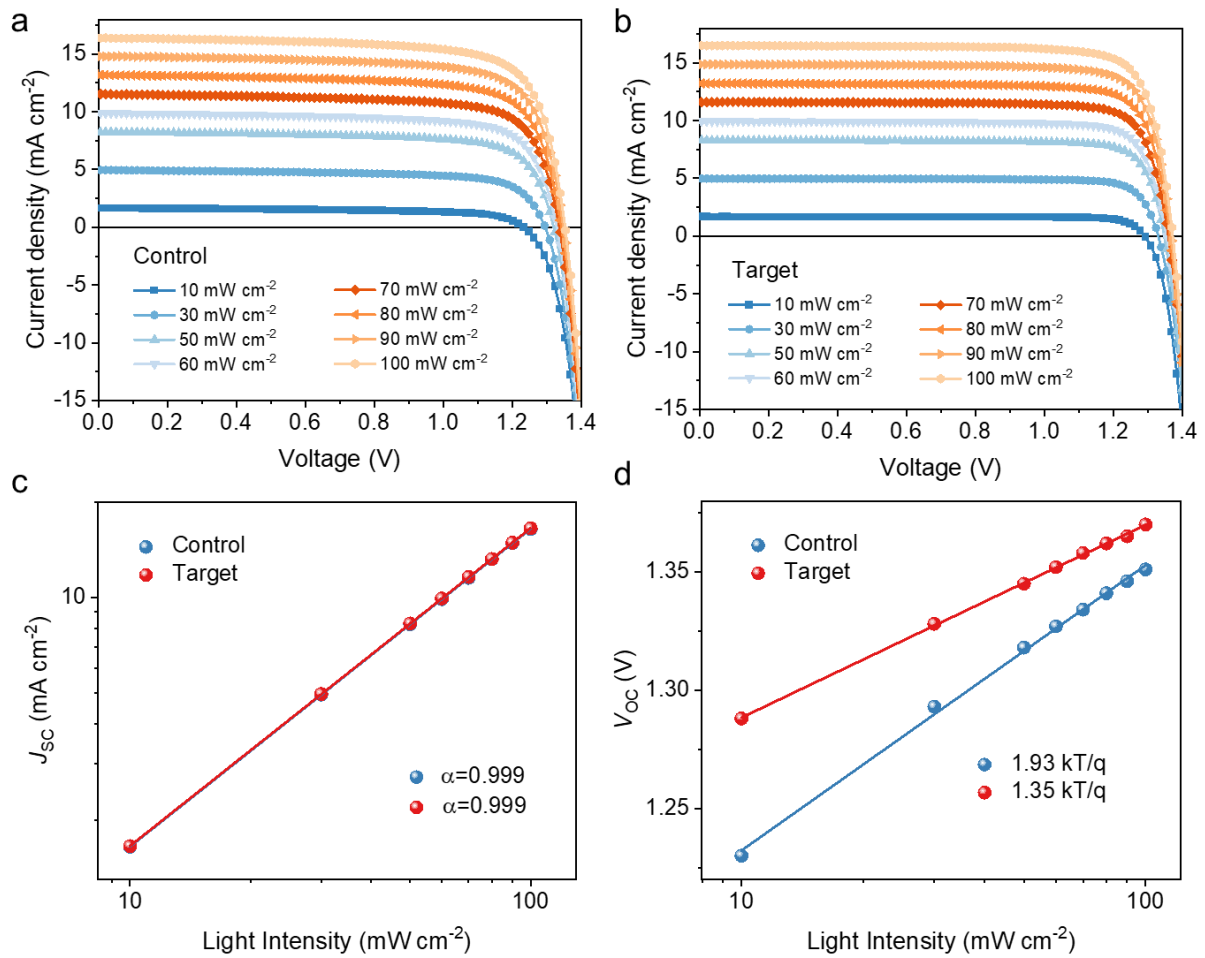 a
Current density (mA cm⁻²)
15
10
5
0
-5
-10
-15
Control
10 mW cm⁻²
30 mW cm⁻²
50 mW cm⁻²
60 mW cm⁻²
70 mW cm⁻²
80 mW cm⁻²
90 mW cm⁻²
100 mW cm⁻²
0.0 0.2 0.4 0.6 0.8 1.0 1.2 1.4
Voltage (V)
b
Current density (mA cm⁻²)
15
10
5
0
-5
-10
-15
Target
10 mW cm⁻²
30 mW cm⁻²
50 mW cm⁻²
60 mW cm⁻²
70 mW cm⁻²
80 mW cm⁻²
90 mW cm⁻²
100 mW cm⁻²
0.0 0.2 0.4 0.6 0.8 1.0 1.2 1.4
Voltage (V)
c
JSC (mA cm⁻²)
10
Control
Target
α=0.999
α=0.999
10 100
Light Intensity (mW cm⁻²)
d
VOC (V)
1.35
1.30
1.25
Control
Target
1.93 kT/q
1.35 kT/q
10 100
Light Intensity (mW cm⁻²)